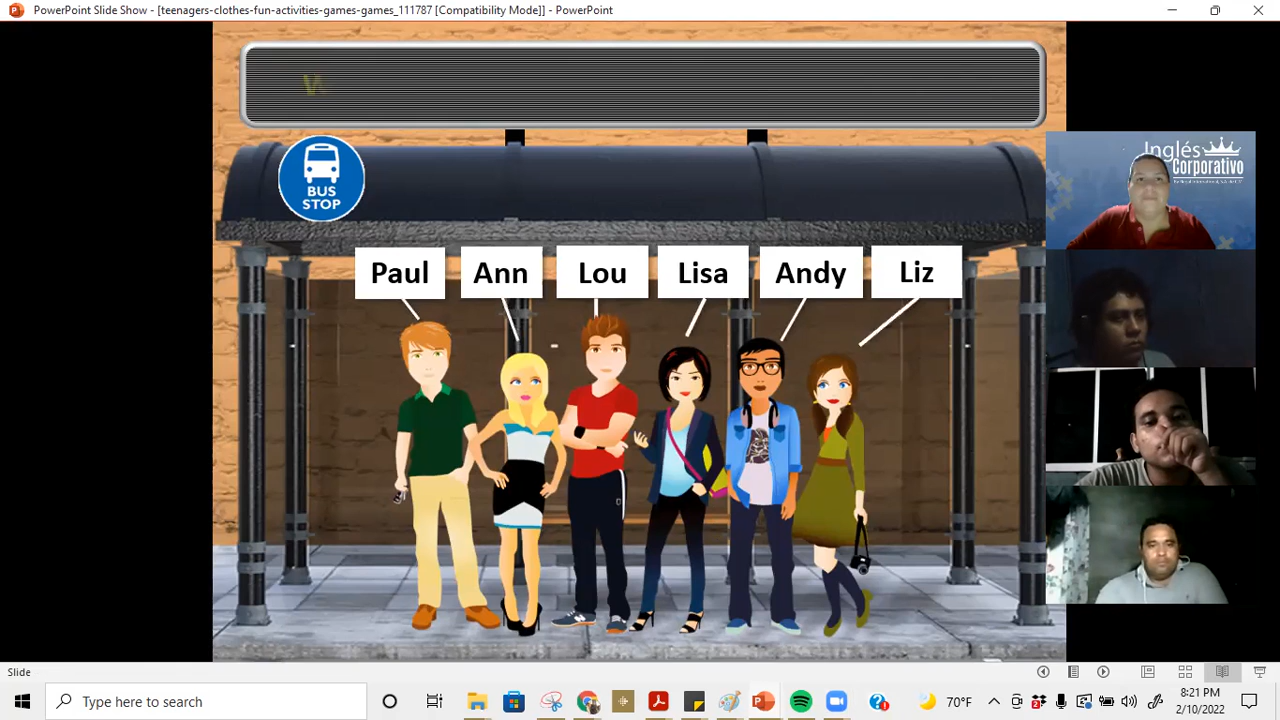 PowerPoint Slide Show - [teenagers-clothes-fun-activities-games-games_111787 [Compatibility Mode]] - PowerPoint
BUS
STOP
Paul Ann Lou Lisa Andy Liz
Inglés
Corporativo
Slide
Type here to search
70°F
8:21 PM
2/10/2022